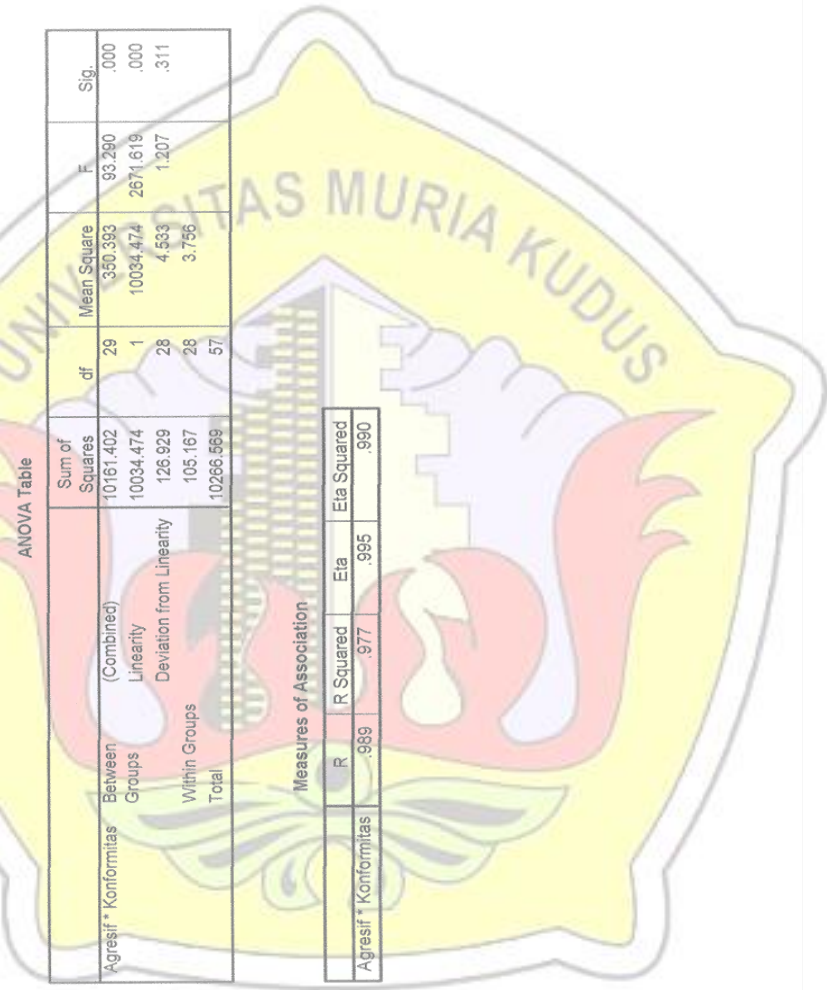 UNIVERSITAS MURIA KUDUS
ANOVA Table
Sum of Squares df Mean Square F Sig.
Agresif * Konformitas Between Groups (Combined) 10161.402 29 350.393 93.290 .000
Linearity 10034.474 1 10034.474 2671.619 .000
Deviation from Linearity 126.929 28 4.533 1.207 .311
Within Groups 105.167 28 3.756
Total 10266.569 57
Measures of Association
R R Squared Eta Eta Squared
Agresif * Konformitas .989 .977 .995 .990